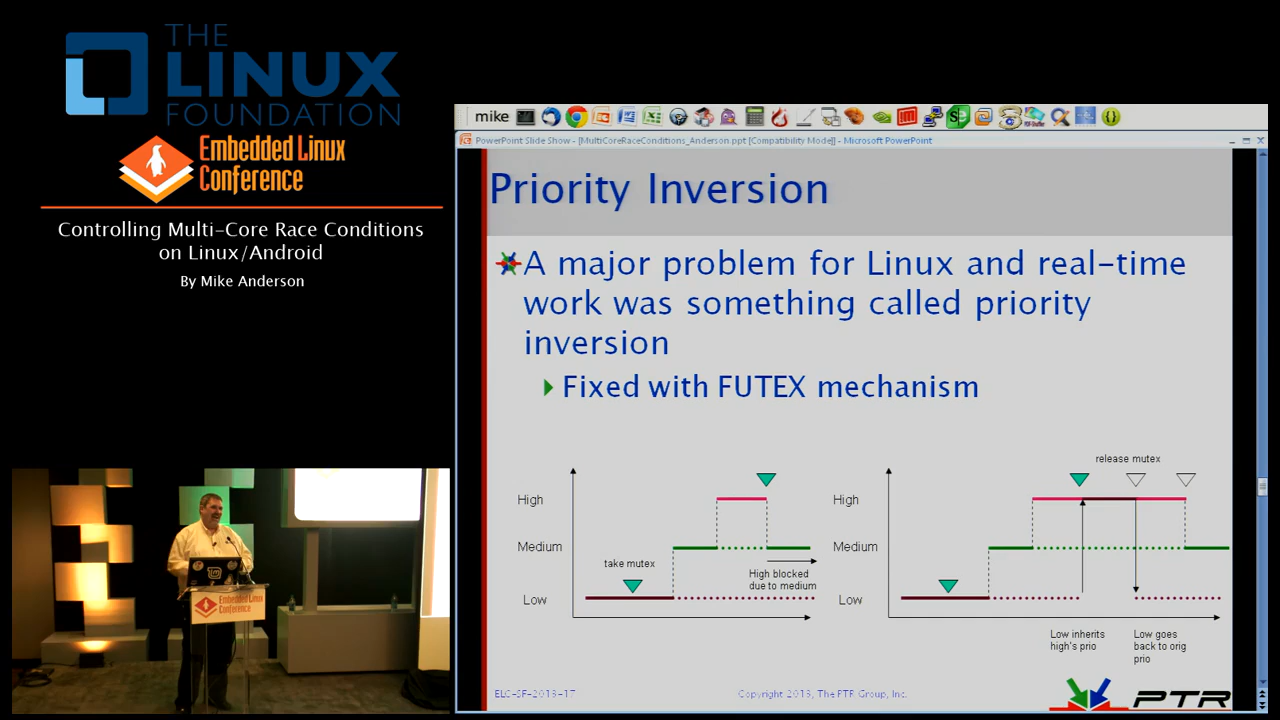 THE
LINUX
FOUNDATION
Embedded Linux
Conference
Controlling Multi-Core Race Conditions
on Linux/Android
By Mike Anderson
mike
PowerPoint Slide Show - [MultiCoreRaceConditions_Anderson.ppt [Compatibility Mode]] - Microsoft PowerPoint
Priority Inversion
A major problem for Linux and real-time
work was something called priority
inversion
Fixed with FUTEX mechanism
High
Medium
Low
take mutex
High blocked
due to medium
High
Medium
Low
release mutex
Low inherits
high's prio
Low goes
back to orig
prio
ELC-SF-2013-17
Copyright 2013, The PTR Group, Inc.
PTR
Embedded Linux
Conference